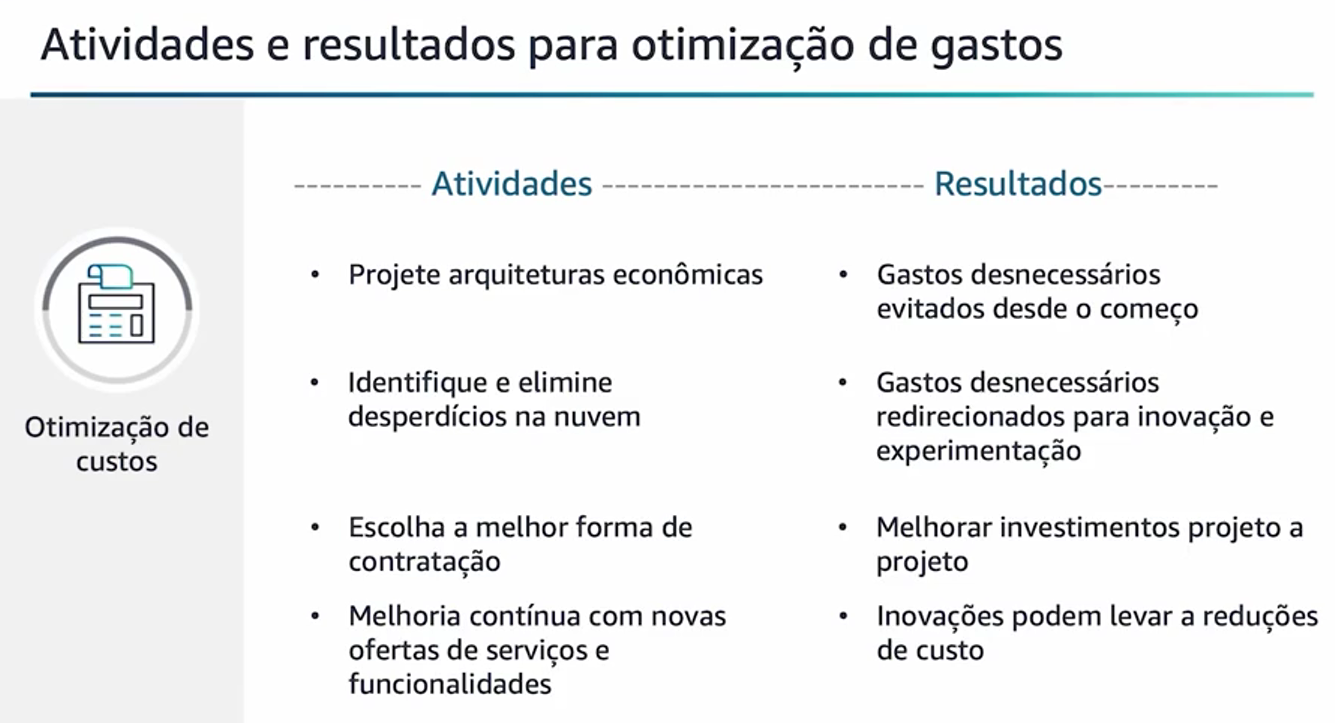 Atividades e resultados para otimização de gastos
---------- Atividades ------------------------- Resultados---------
Otimização de
custos
• Projete arquiteturas econômicas
• Gastos desnecessários
evitados desde o começo
• Identifique e elimine
desperdícios na nuvem
• Gastos desnecessários
redirecionados para inovação e
experimentação
• Escolha a melhor forma de
contratação
• Melhorar investimentos projeto a
projeto
• Melhoria contínua com novas
ofertas de serviços e
funcionalidades
• Inovações podem levar a reduções
de custo